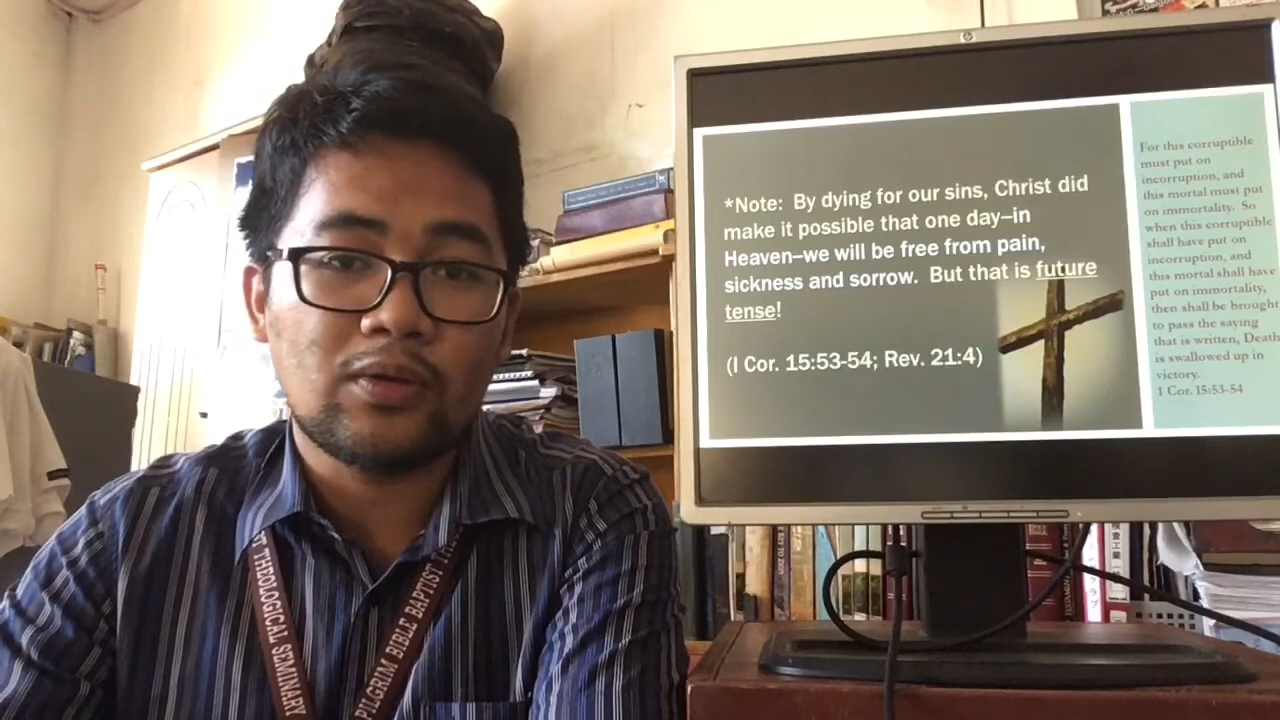 *Note: By dying for our sins, Christ did
make it possible that one day–in
Heaven–we will be free from pain,
sickness and sorrow. But that is future
tense!
(I Cor. 15:53-54; Rev. 21:4)
For this corruptible
must put on
incorruption, and
this mortal must put
on immortality. So
when this corruptible
shall have put on
incorruption, and
this mortal shall have
put on immortality,
then shall be brought
to pass the saying
that is written, Death
is swallowed up in
victory.
1 Cor. 15:53-54
THEOLOGICAL SEMINARY
PILGRIM BIBLE BAPTIST
KEY TO
TESTAMENT